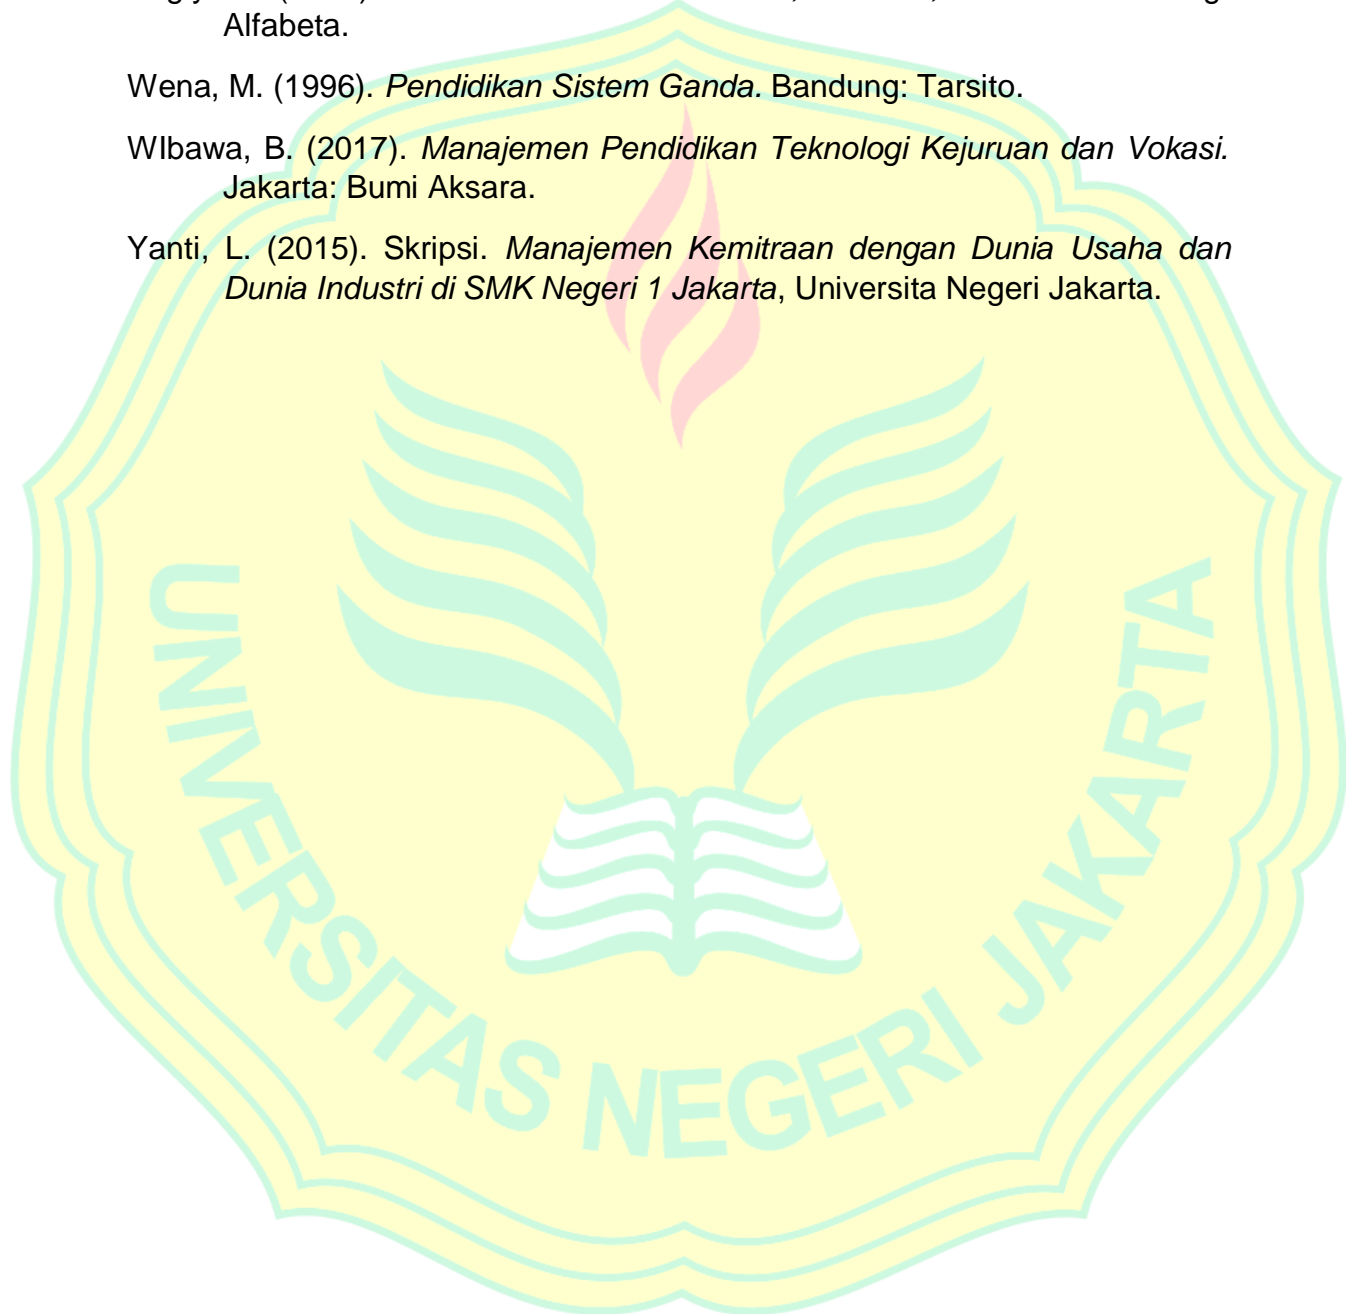 Alfabeta.
Wena, M. (1996). Pendidikan Sistem Ganda. Bandung: Tarsito.
WIbawa, B. (2017). Manajemen Pendidikan Teknologi Kejuruan dan Vokasi.
Jakarta: Bumi Aksara.
Yanti, L. (2015). Skripsi. Manajemen Kemitraan dengan Dunia Usaha dan
Dunia Industri di SMK Negeri 1 Jakarta, Universita Negeri Jakarta.
UNIVERSITAS NEGERI JAKARTA